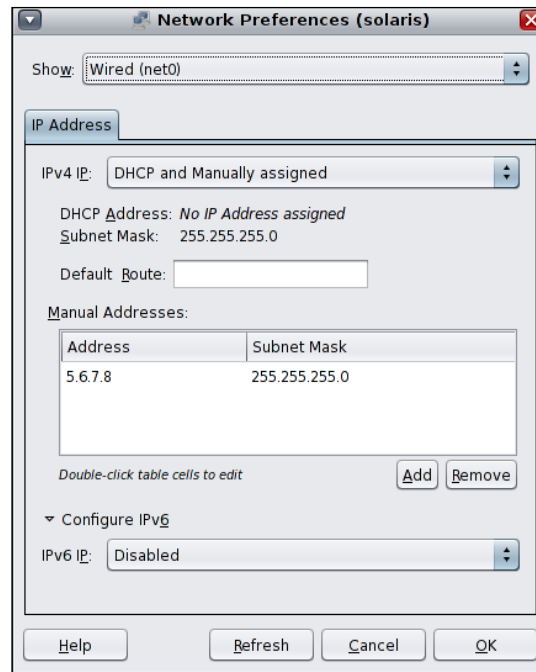 Network Preferences (solaris)
Show: Wired (net0)
IP Address
IPv4 IP: DHCP and Manually assigned
DHCP Address: No IP Address assigned
Subnet Mask: 255.255.255.0
Default Route:
Manual Addresses:
Address Subnet Mask
5.6.7.8 255.255.255.0
Double-click table cells to edit Add Remove
Configure IPv6
IPv6 IP: Disabled
Help Refresh Cancel OK